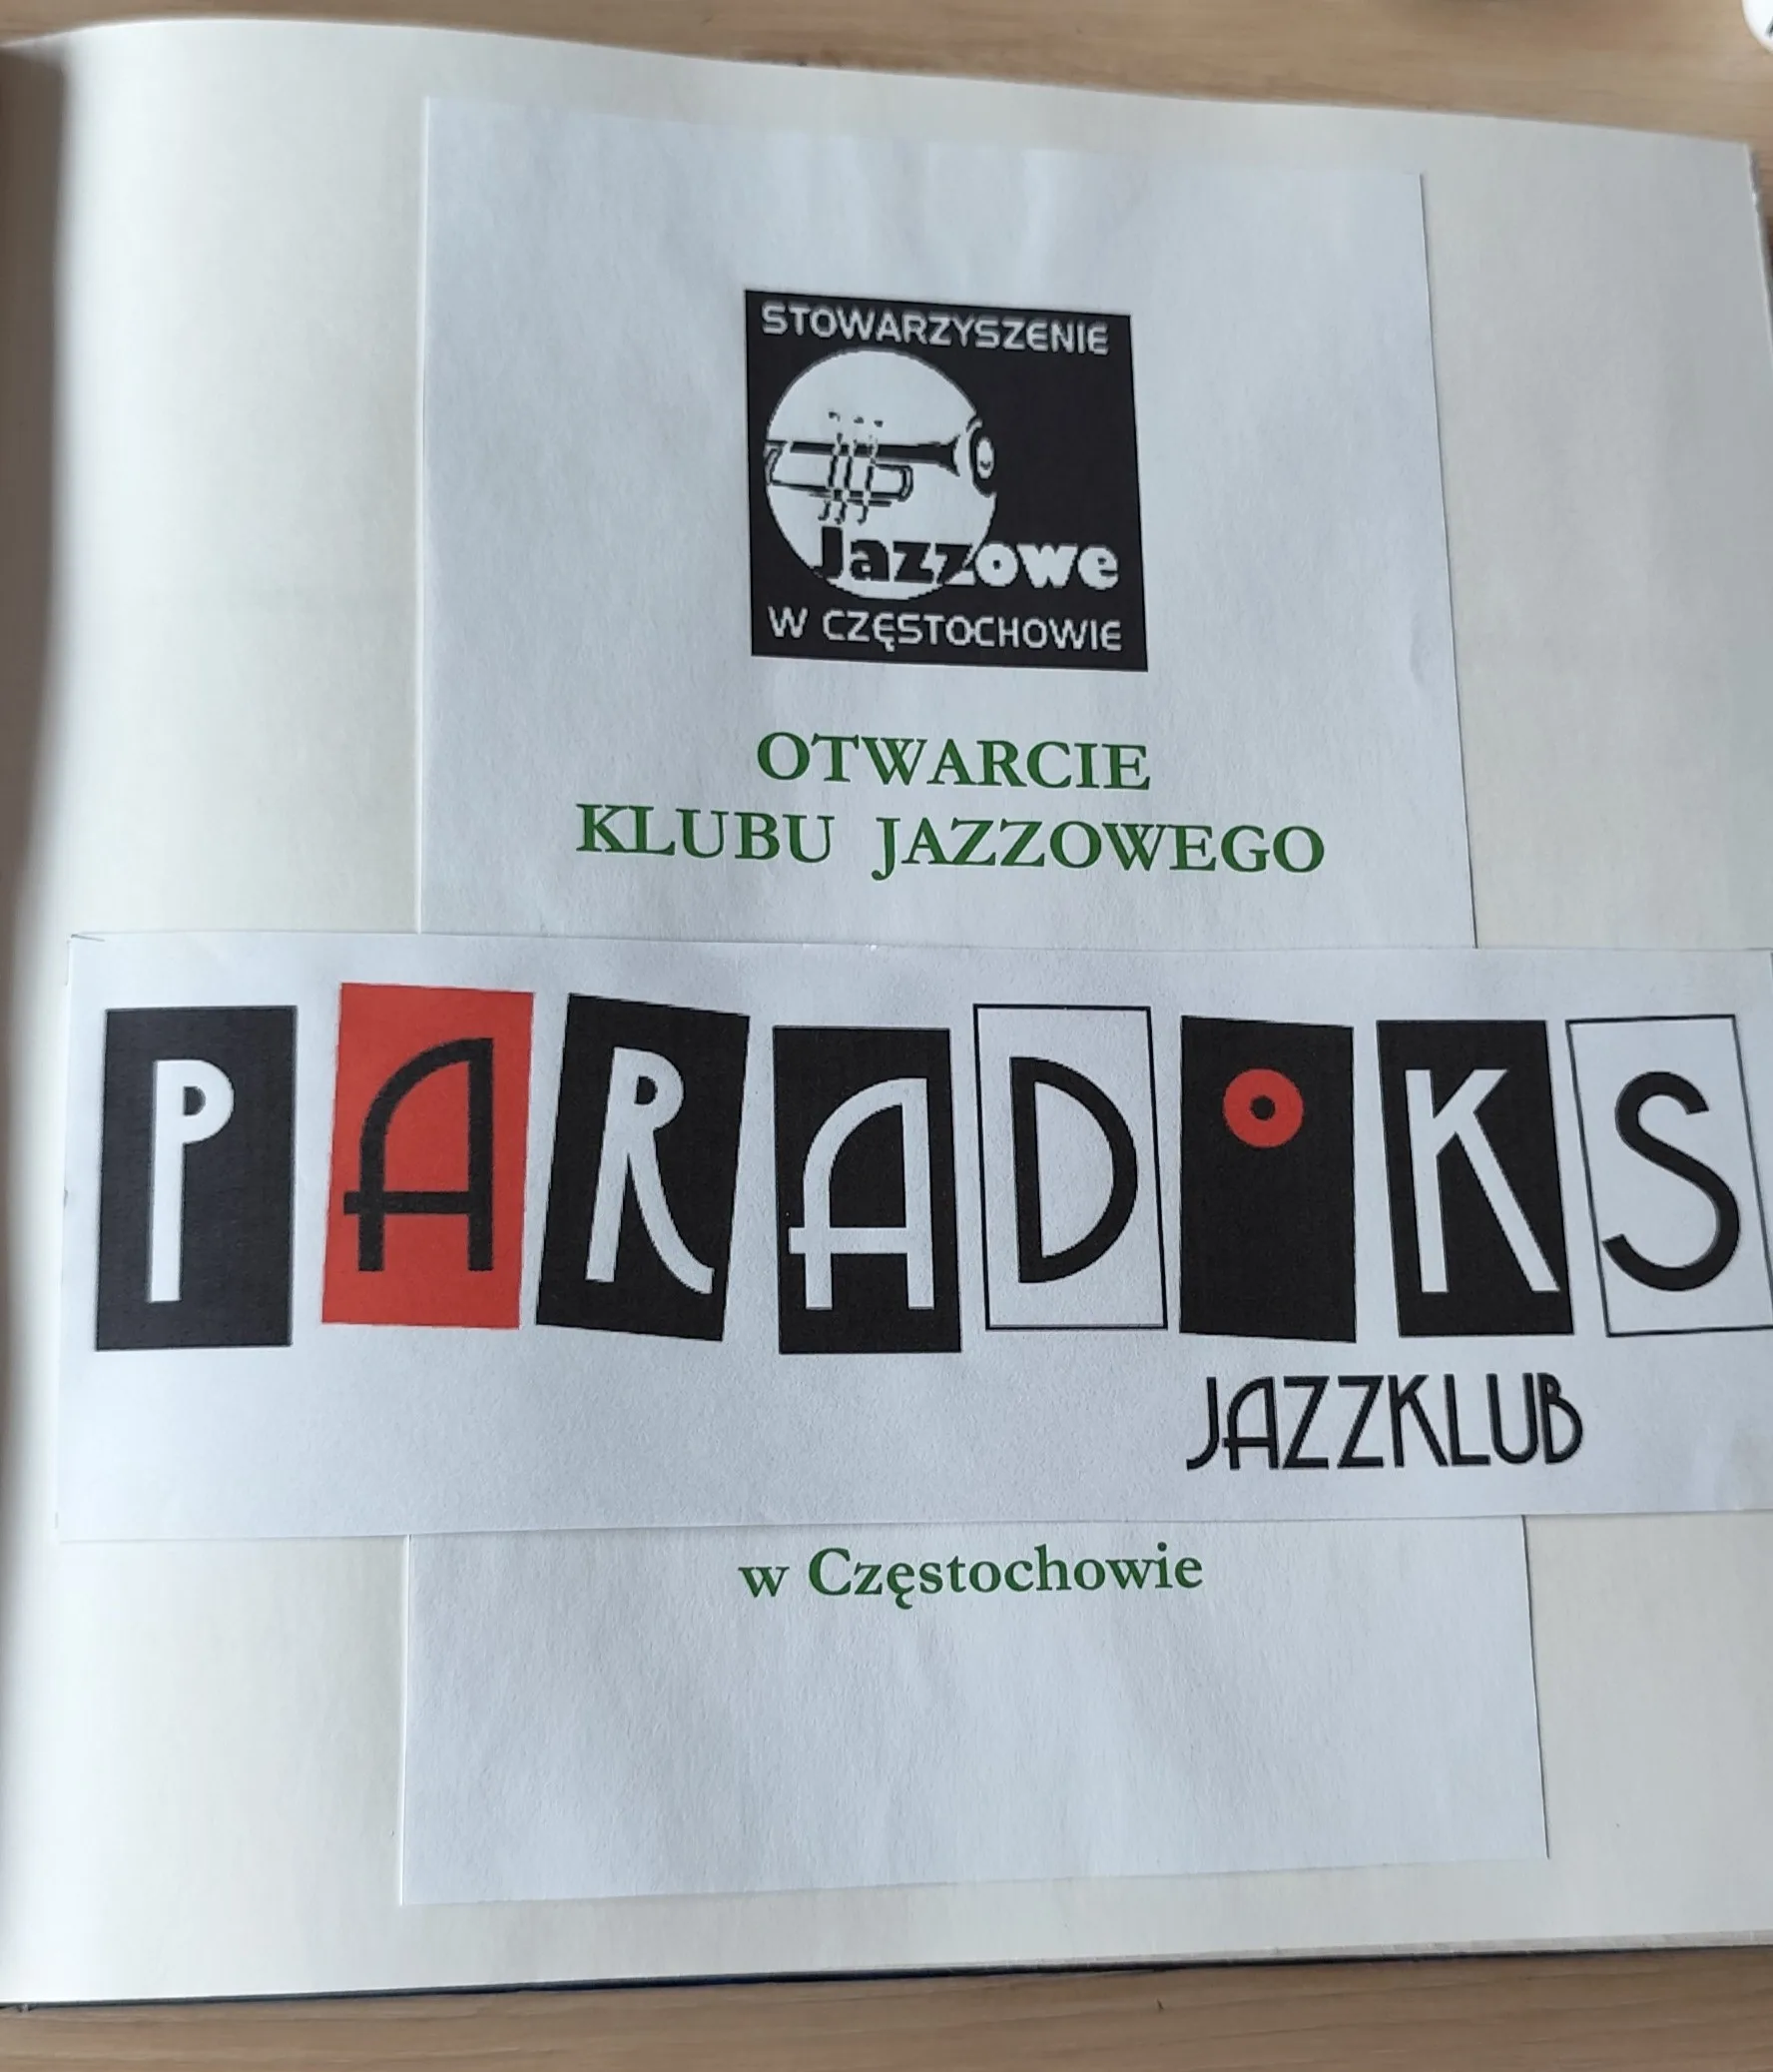 STOWARZYSZENIE
Jazzowe
W CZĘSTOCHOWIE
OTWARCIE
KLUBU JAZZOWEGO
PARADOKS
JAZZKLUB
w Częstochowie